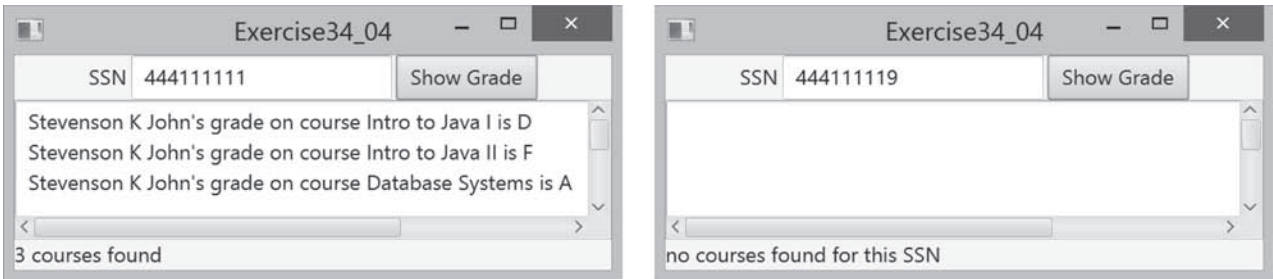 Exercise34_04
SSN 444111111 Show Grade
Stevenson K John's grade on course Intro to Java I is D
Stevenson K John's grade on course Intro to Java II is F
Stevenson K John's grade on course Database Systems is A
3 courses found
Exercise34_04
SSN 444111119 Show Grade
no courses found for this SSN